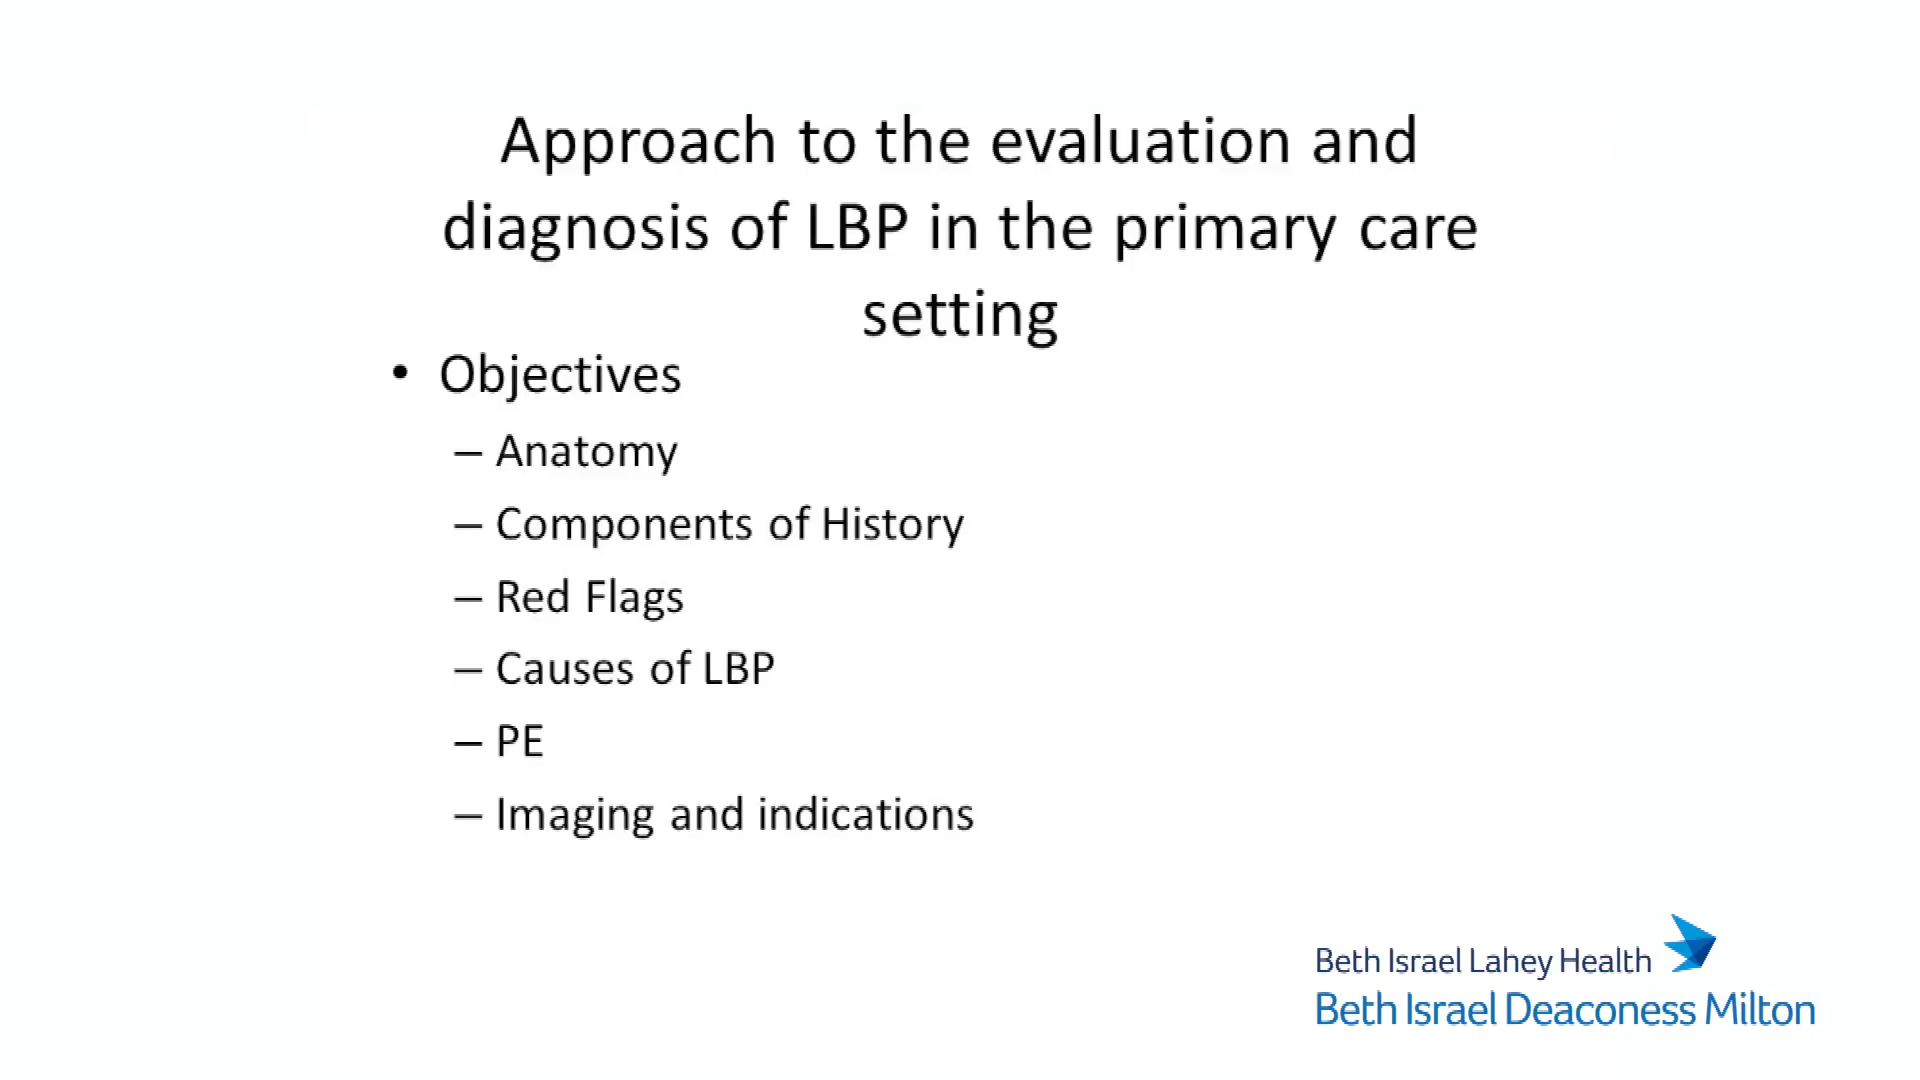 Approach to the evaluation and
diagnosis of LBP in the primary care
setting
• Objectives
– Anatomy
– Components of History
– Red Flags
– Causes of LBP
– PE
– Imaging and indications
Beth Israel Lahey Health
Beth Israel Deaconess Milton